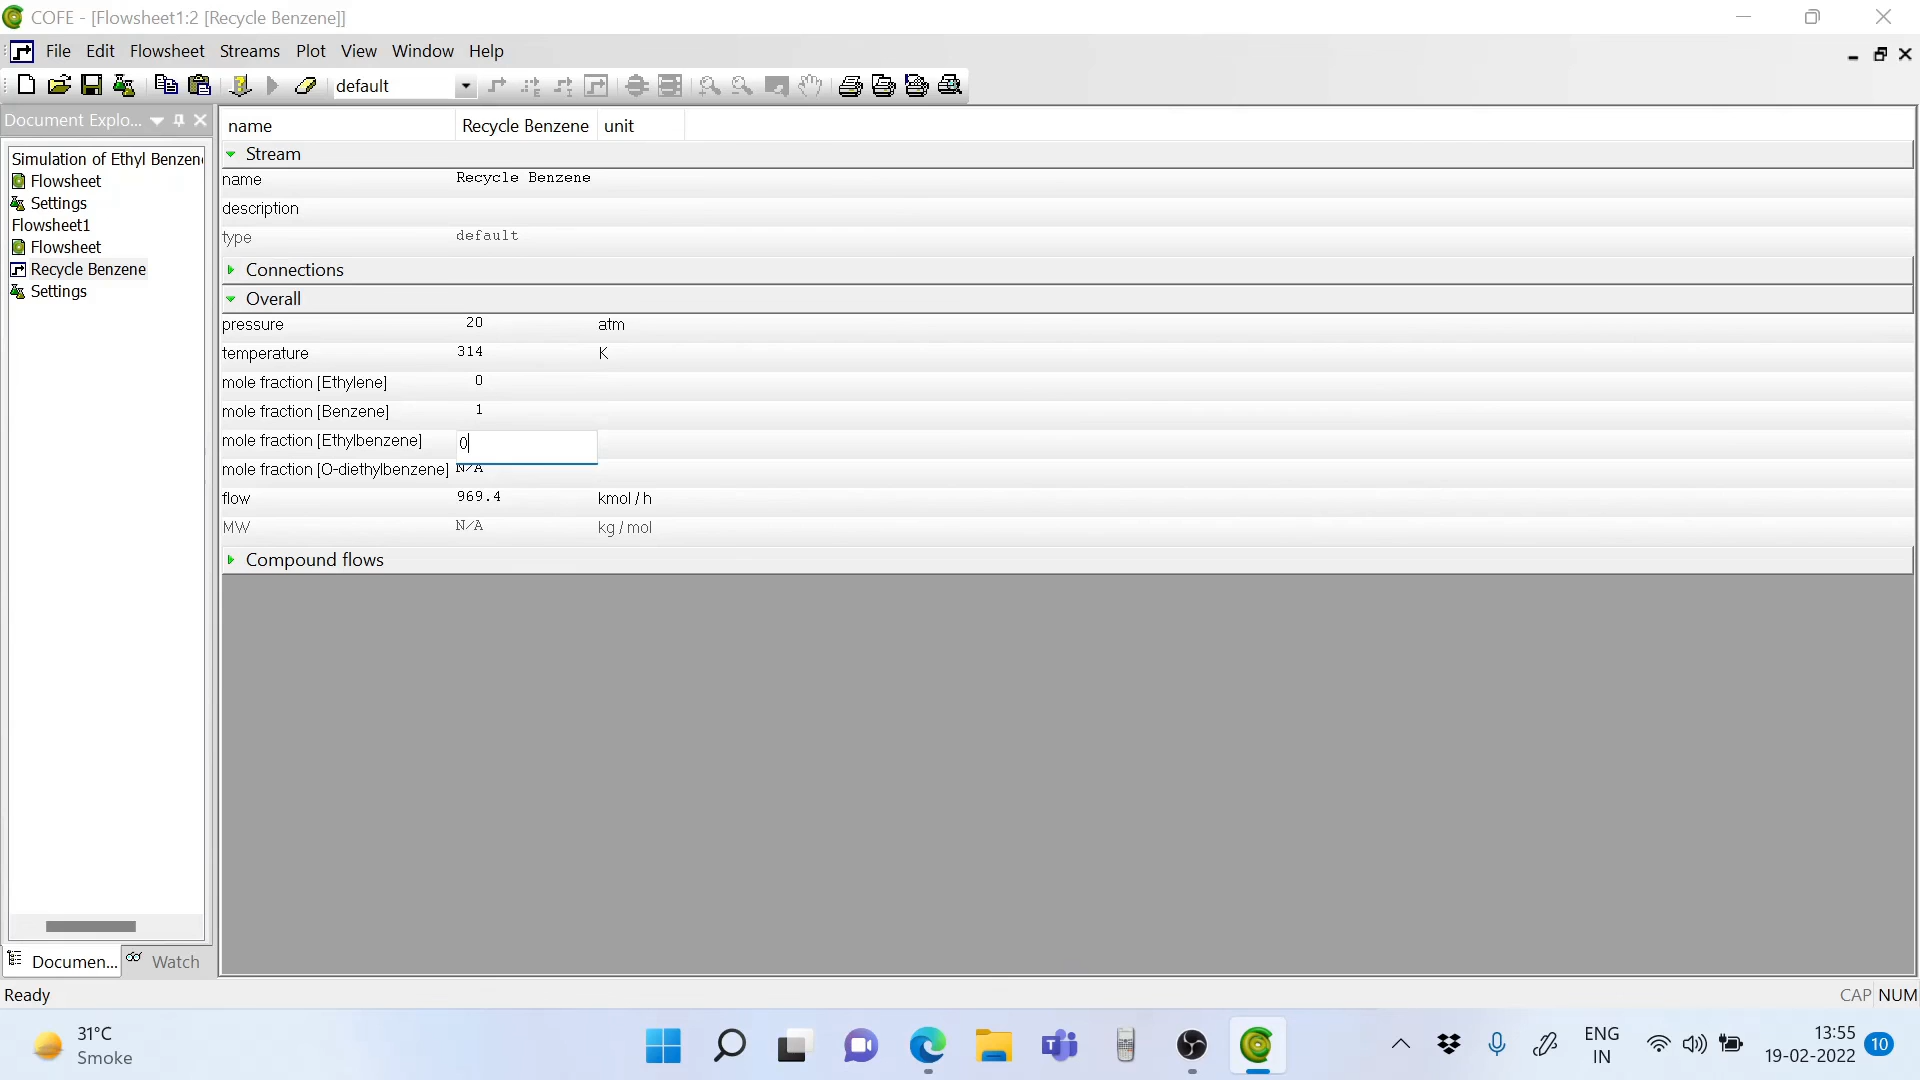 COFE - [Flowsheet1:2 [Recycle Benzene]]
File Edit Flowsheet Streams Plot View Window Help
default
Document Explo...
Simulation of Ethyl Benzen
Flowsheet
Settings
Flowsheet1
Flowsheet
Recycle Benzene
Settings
name Recycle Benzene unit
Stream
name Recycle Benzene
description
type default
Connections
Overall
pressure 20 atm
temperature 314 K
mole fraction [Ethylene] 0
mole fraction [Benzene] 1
mole fraction [Ethylbenzene] 0
mole fraction [O-diethylbenzene] N/A
flow 969.4 kmol / h
MW N/A kg / mol
Compound flows
Documen... Watch
Ready CAP NUM
31°C
Smoke
ENG
IN
13:55
19-02-2022
10